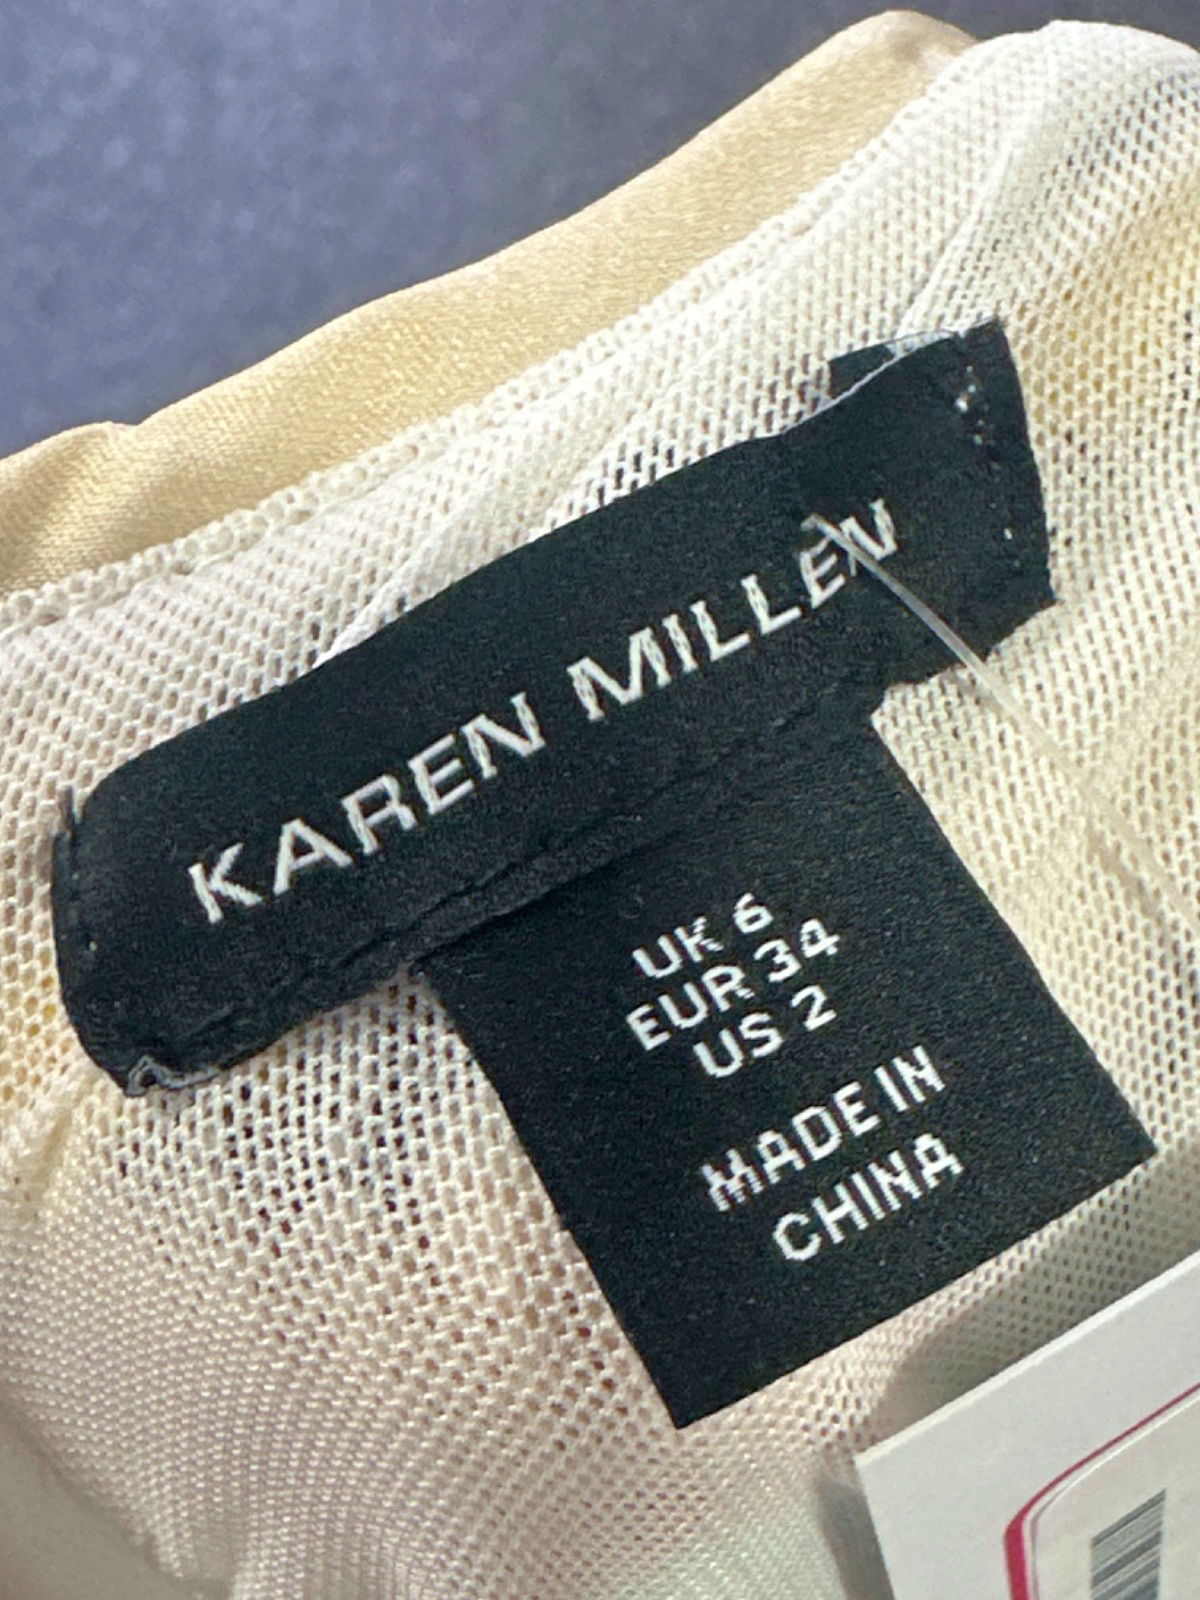 KAREN MILLEN
UK 6
EUR 34
US 2
MADE IN
CHINA